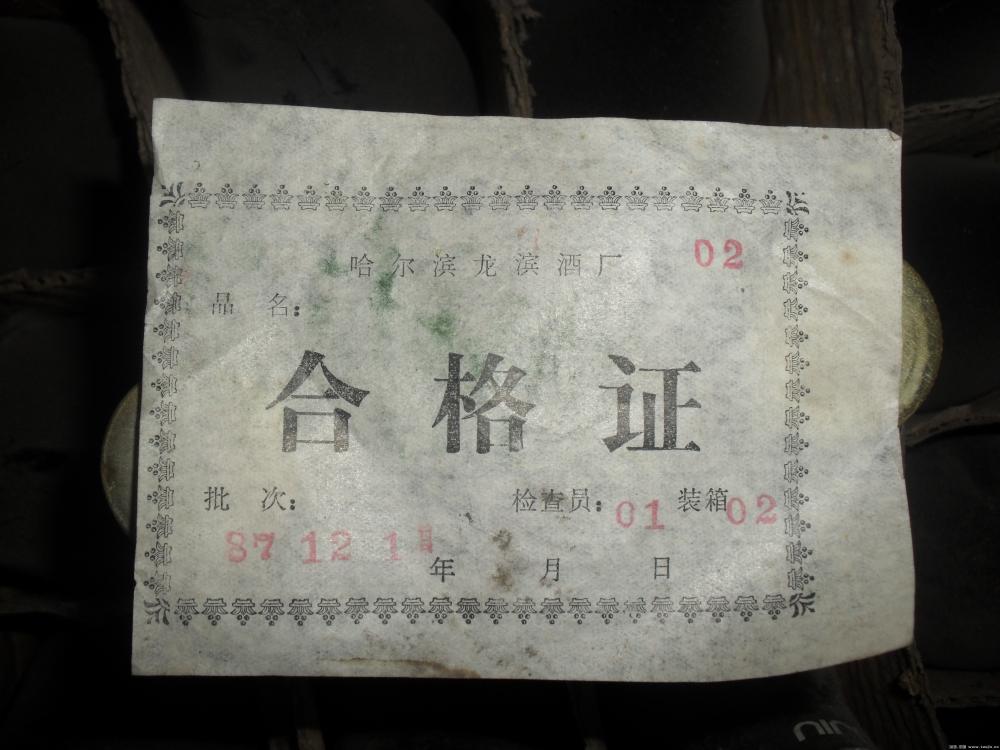 哈尔滨龙滨酒厂 02
品 名:
合格证
批 次: 检查员: 01 装箱 02
87 12 1
年 月 日